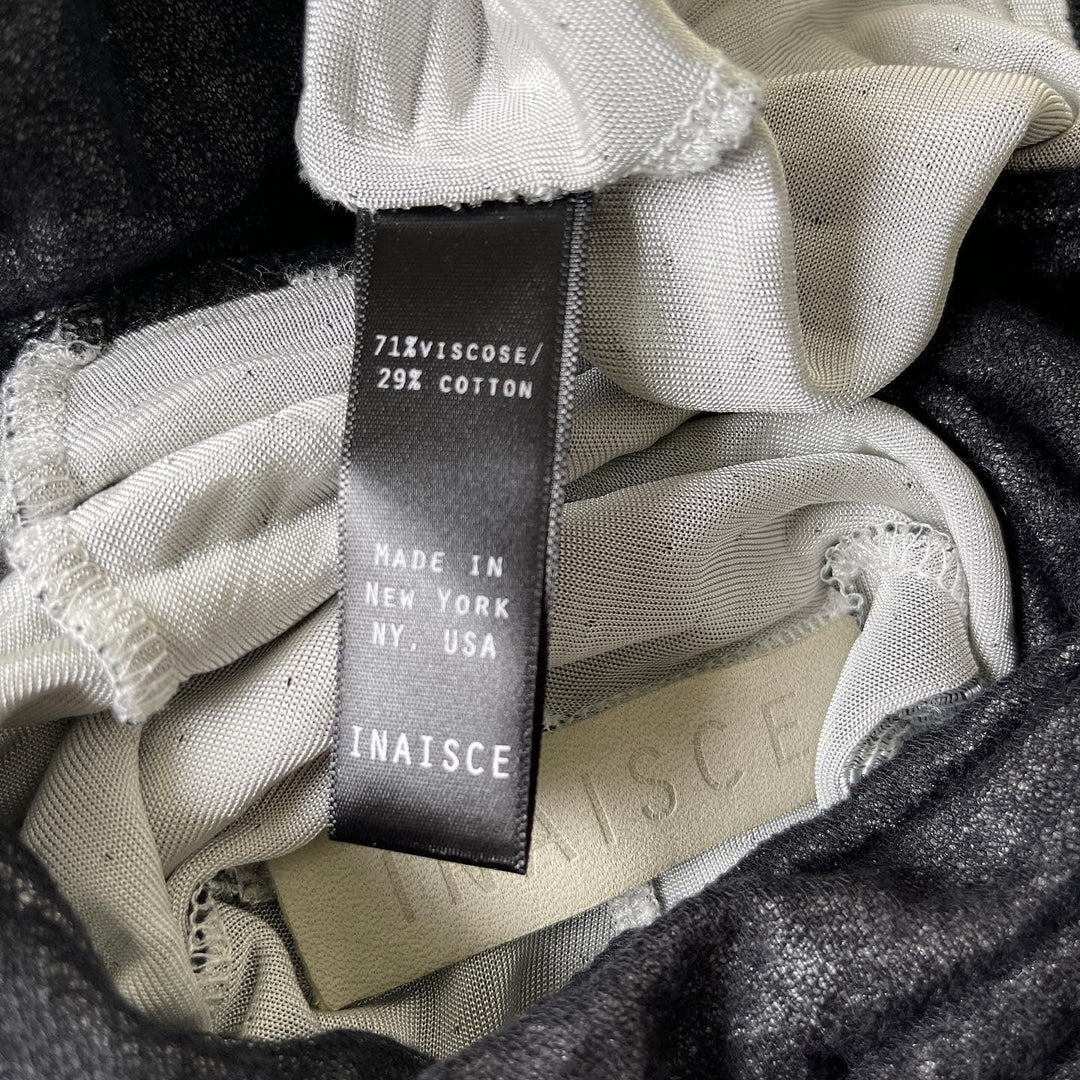 71%VISCOSE/
29% COTTON
MADE IN
NEW YORK
NY, USA
INAISCE
INAISCE